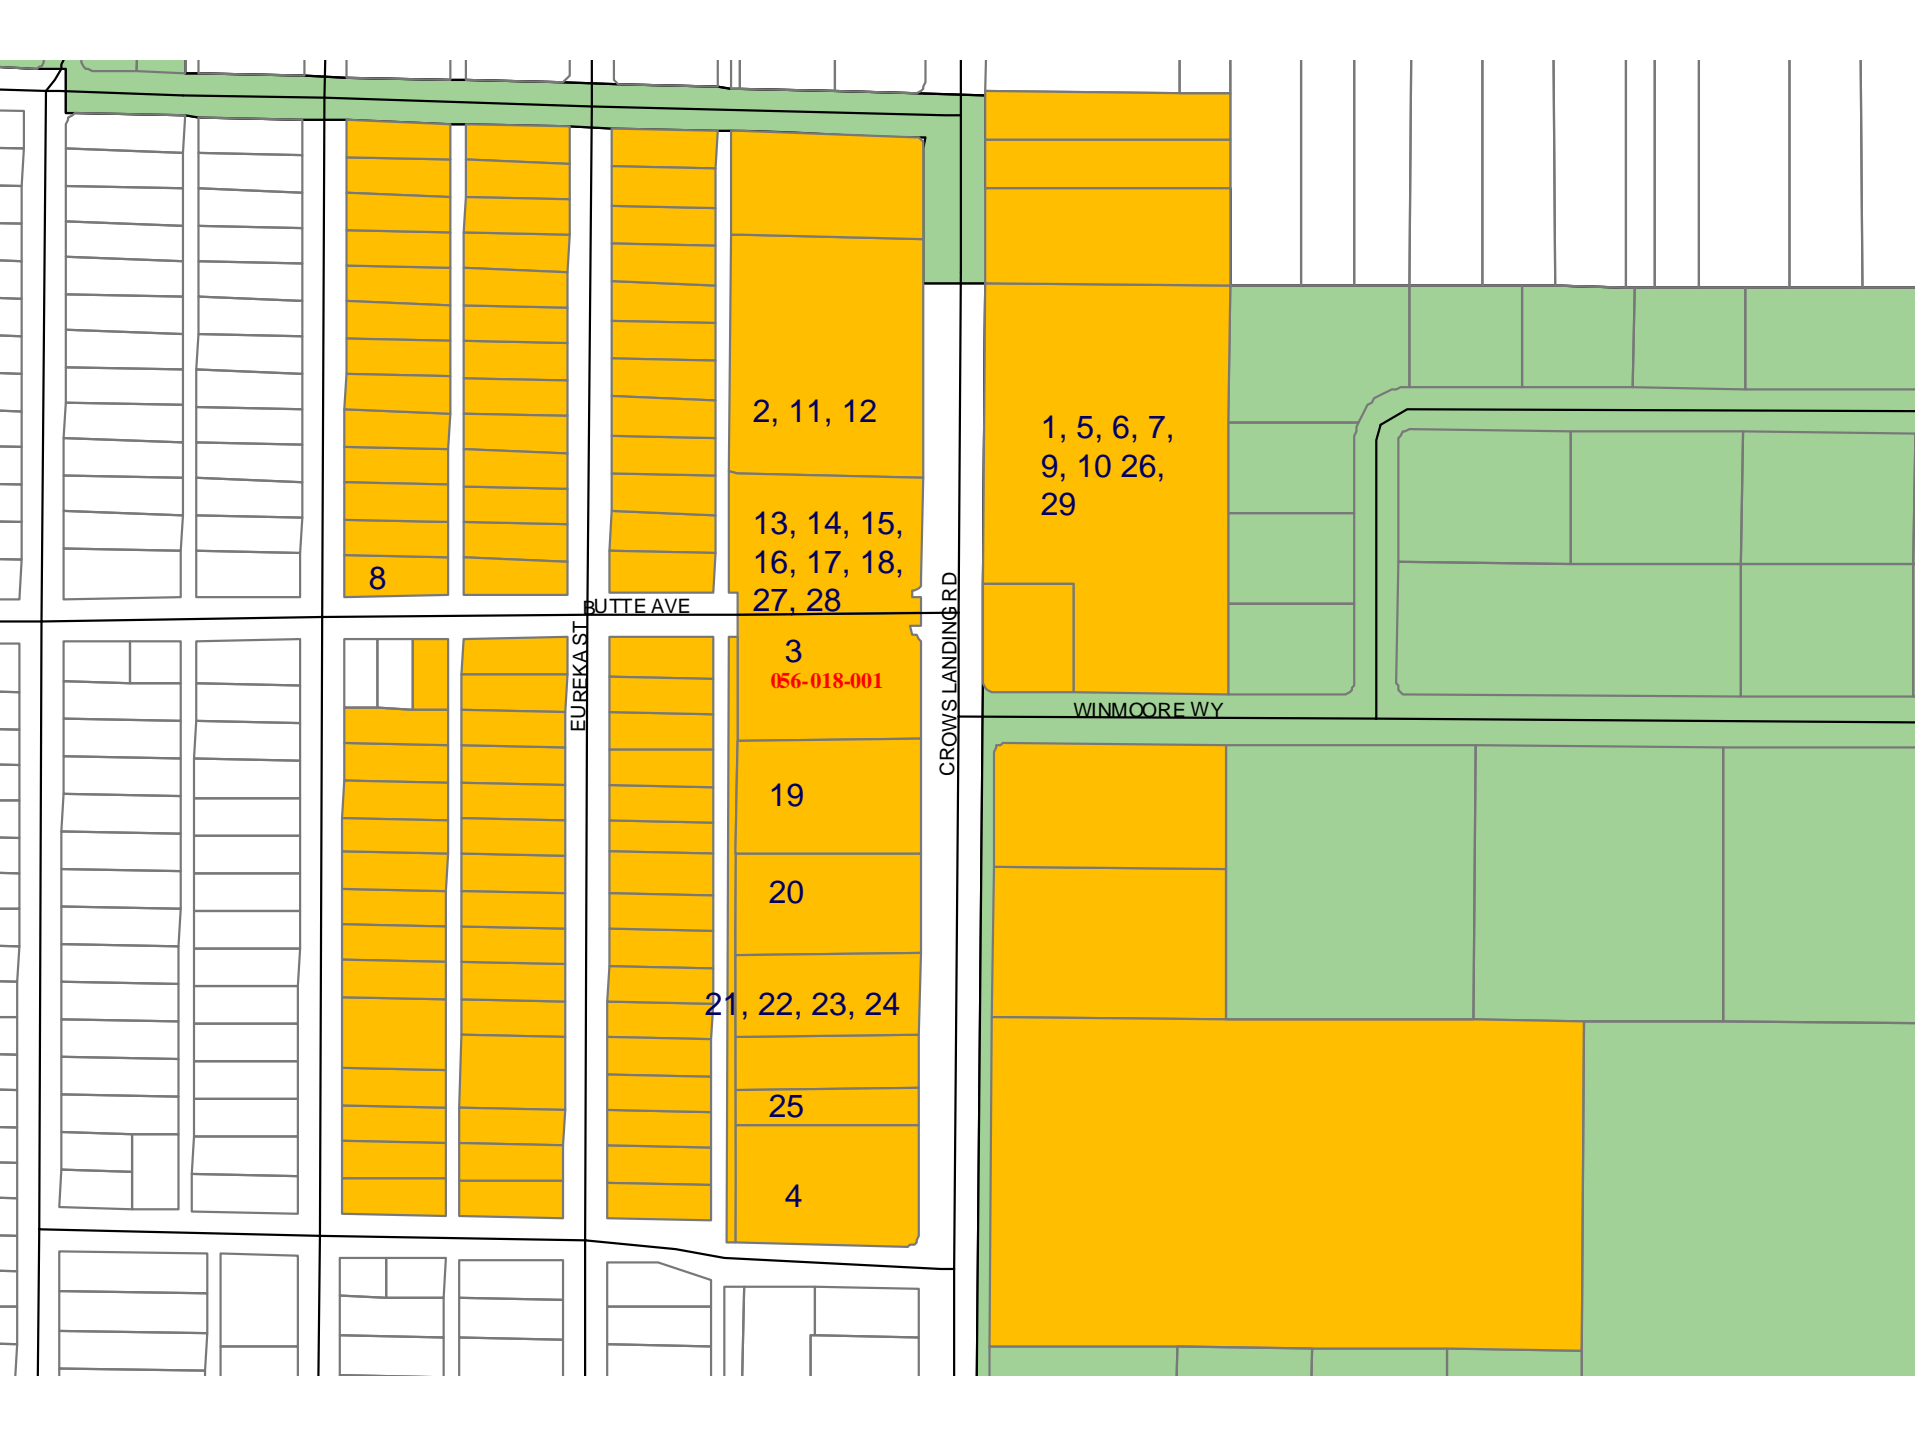 2, 11, 12
1, 5, 6, 7,
9, 10 26,
29
13, 14, 15,
16, 17, 18,
27, 28
8
BUTTE AVE
EUREKA ST
CROWS LANDING RD
3
056-018-001
WINMOORE WY
19
20
21, 22, 23, 24
25
4